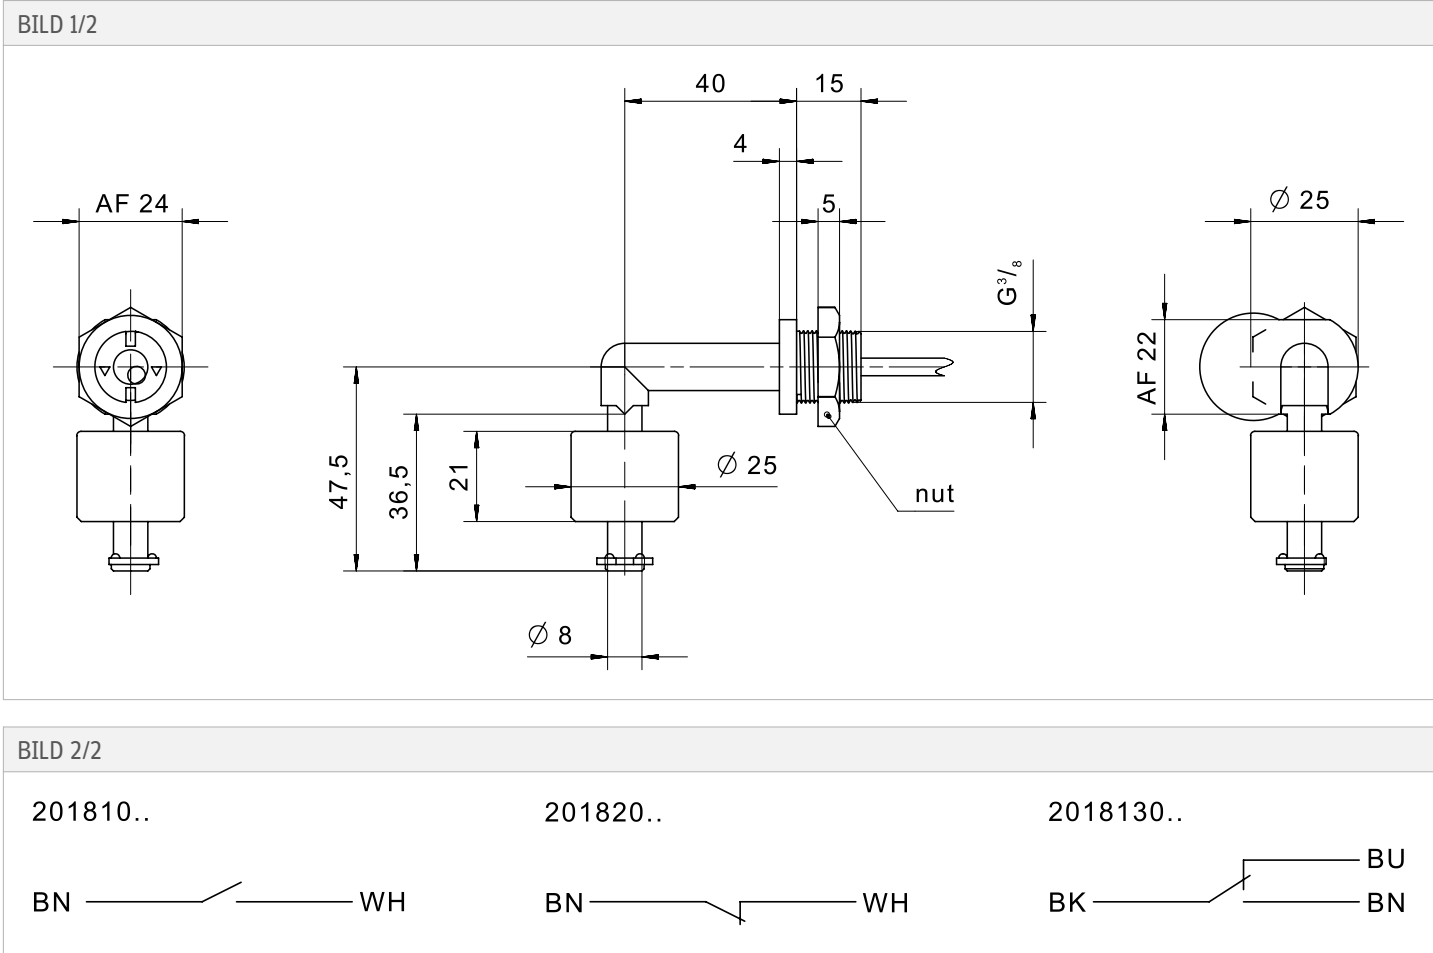 BILD 1/2
40 15
4
AF 24
5
Ø 25
G³/₈
AF 22
47,5
36,5
21
Ø 25
nut
Ø 8
BILD 2/2
201810.. 201820.. 2018130..
BU
BN WH BN WH BK BN